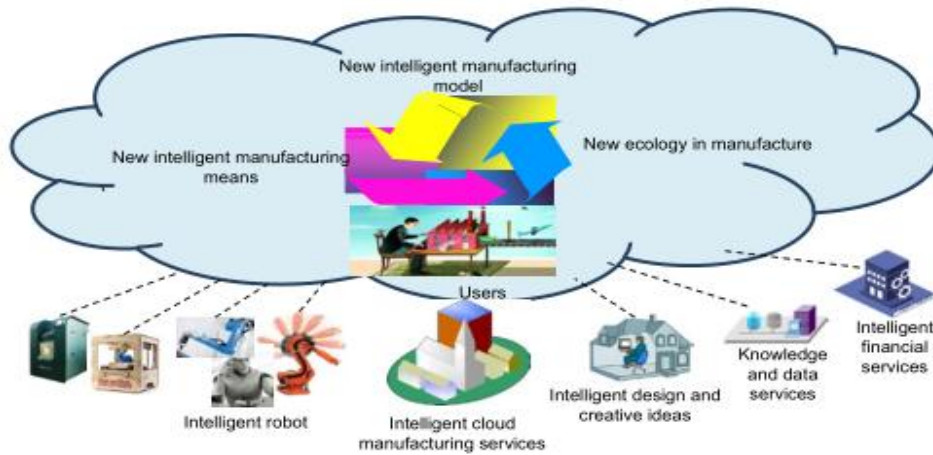 New intelligent manufacturing
model
New intelligent manufacturing
means
New ecology in manufacture
Users
Intelligent robot
Intelligent cloud
manufacturing services
Intelligent design and
creative ideas
Knowledge
and data
services
Intelligent
financial
services